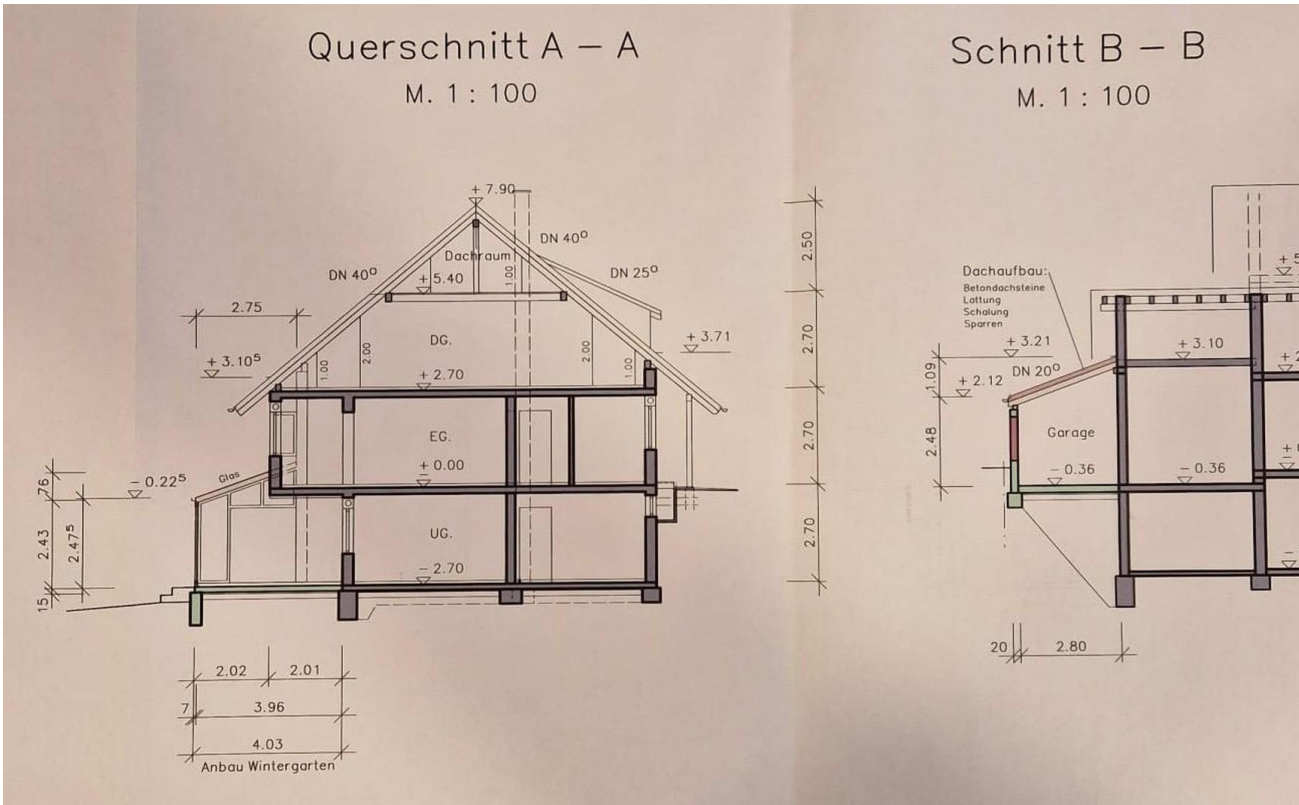 Querschnitt A – A
M. 1 : 100
+ 7.90
DN 40°
DN 40°
Dachraum
1.00
+ 5.40
DN 25°
2.75
+ 3.10⁵
1.00
2.00
DG.
2.00
1.00
+ 3.71
+ 2.70
EG.
+ 0.00
Glas
76
- 0.22⁵
2.43
2.47⁵
15
UG.
- 2.70
2.02
2.01
7
3.96
4.03
Anbau Wintergarten
2.50
2.70
2.70
2.70
Schnitt B – B
M. 1 : 100
Dachaufbau:
Betondachsteine
Lattung
Schalung
Sparren
+ 3.21
DN 20°
+ 3.10
1.09
+ 2.12
2.48
Garage
- 0.36
- 0.36
20
2.80